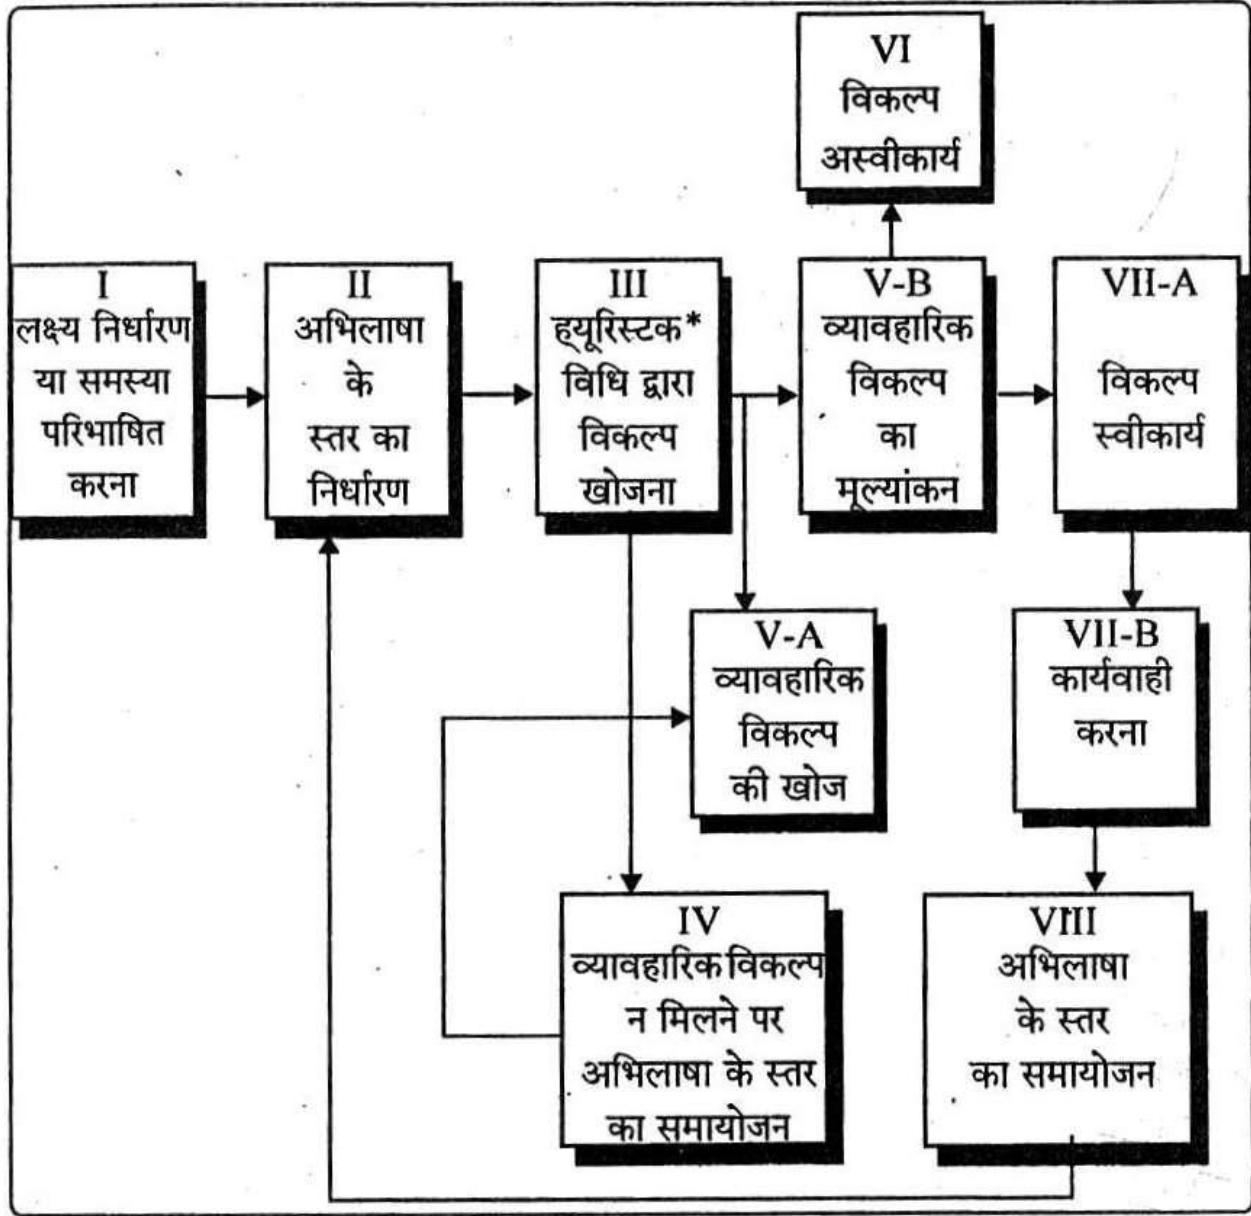 VI
विकल्प
अस्वीकार्य
I
लक्ष्य निर्धारण
या समस्या
परिभाषित
करना
II
अभिलाषा
के
स्तर का
निर्धारण
III
ह्यूरिस्टक*
विधि द्वारा
विकल्प
खोजना
V-B
व्यावहारिक
विकल्प
का
मूल्यांकन
VII-A
विकल्प
स्वीकार्य
V-A
व्यावहारिक
विकल्प
की खोज
VII-B
कार्यवाही
करना
IV
व्यावहारिक विकल्प
न मिलने पर
अभिलाषा के स्तर
का समायोजन
VIII
अभिलाषा
के स्तर
का समायोजन